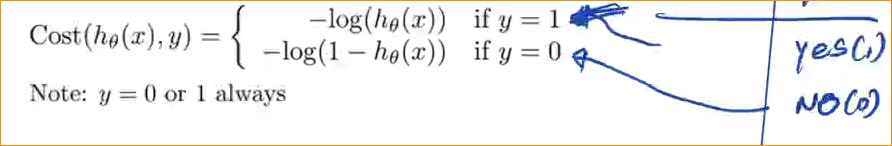 Cost(hθ(x), y) = { −log(hθ(x)) if y = 1
−log(1 − hθ(x)) if y = 0
Note: y = 0 or 1 always
Yes(1)
NO(0)